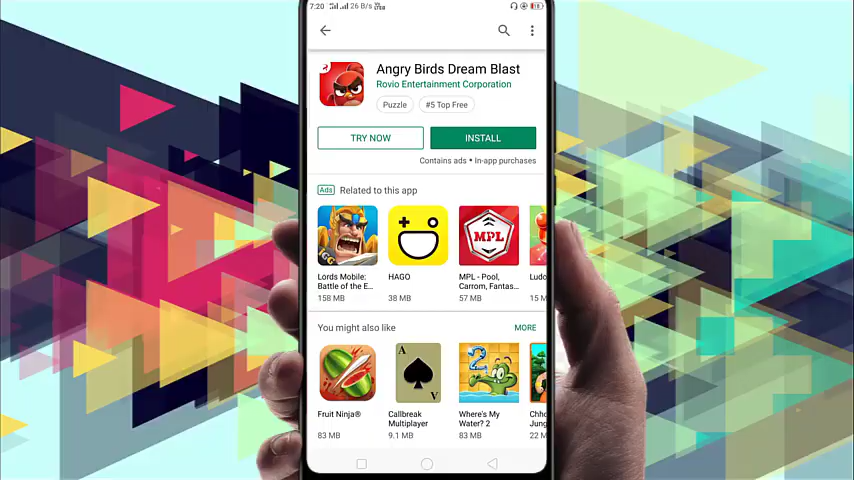 7:20 26 B/s
Angry Birds Dream Blast
Rovio Entertainment Corporation
Puzzle #5 Top Free
TRY NOW INSTALL
Contains ads • In-app purchases
Ads Related to this app
IGG MPL
Lords Mobile: HAGO MPL - Pool, Ludo
Battle of the E... Carrom, Fantas...
158 MB 38 MB 57 MB 15 M
You might also like MORE
A 2
V
Fruit Ninja® Callbreak Where's My Chh
Multiplayer Water? 2 Jung
83 MB 9.1 MB 83 MB 22 M